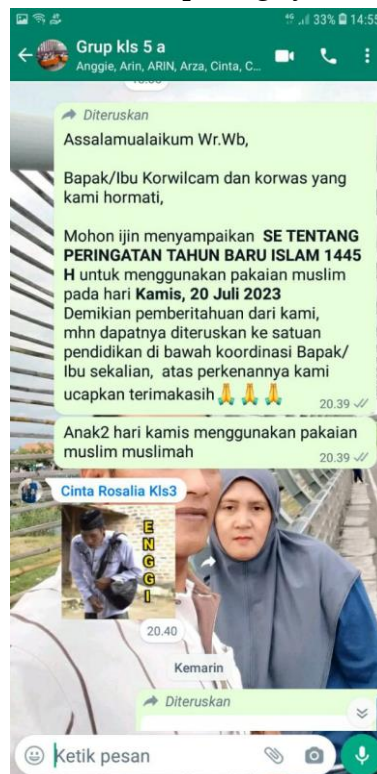 46 33% 14:55
Grup kls 5 a
Anggie, Arin, ARIN, Arza, Cinta, C...
Diteruskan
Assalamualaikum Wr.Wb,
Bapak/Ibu Korwilcam dan korwas yang
kami hormati,
Mohon ijin menyampaikan SE TENTANG
PERINGATAN TAHUN BARU ISLAM 1445
H untuk menggunakan pakaian muslim
pada hari Kamis, 20 Juli 2023
Demikian pemberitahuan dari kami,
mhn dapatnya diteruskan ke satuan
pendidikan di bawah koordinasi Bapak/
Ibu sekalian, atas perkenannya kami
ucapkan terimakasih🙏🙏🙏
20.39
Anak2 hari kamis menggunakan pakaian
muslim muslimah
20.39
Cinta Rosalia Kls3
ENGGI
20.40
Kemarin
Diteruskan
Ketik pesan